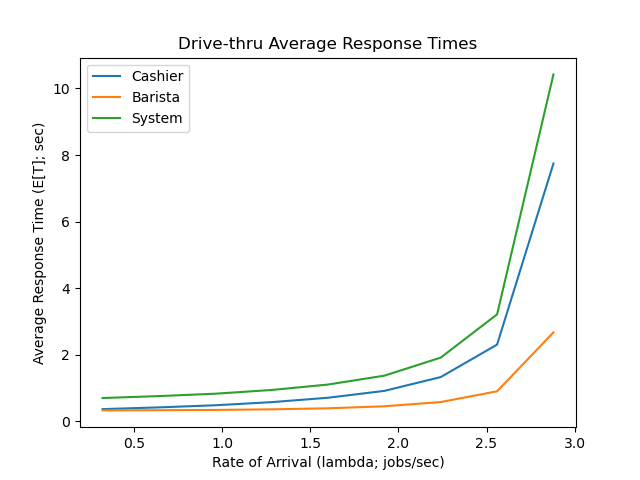 Drive-thru Average Response Times
Cashier
Barista
System
Average Response Time (E[T]; sec)
10
8
6
4
2
0
0.5 1.0 1.5 2.0 2.5 3.0
Rate of Arrival (lambda; jobs/sec)